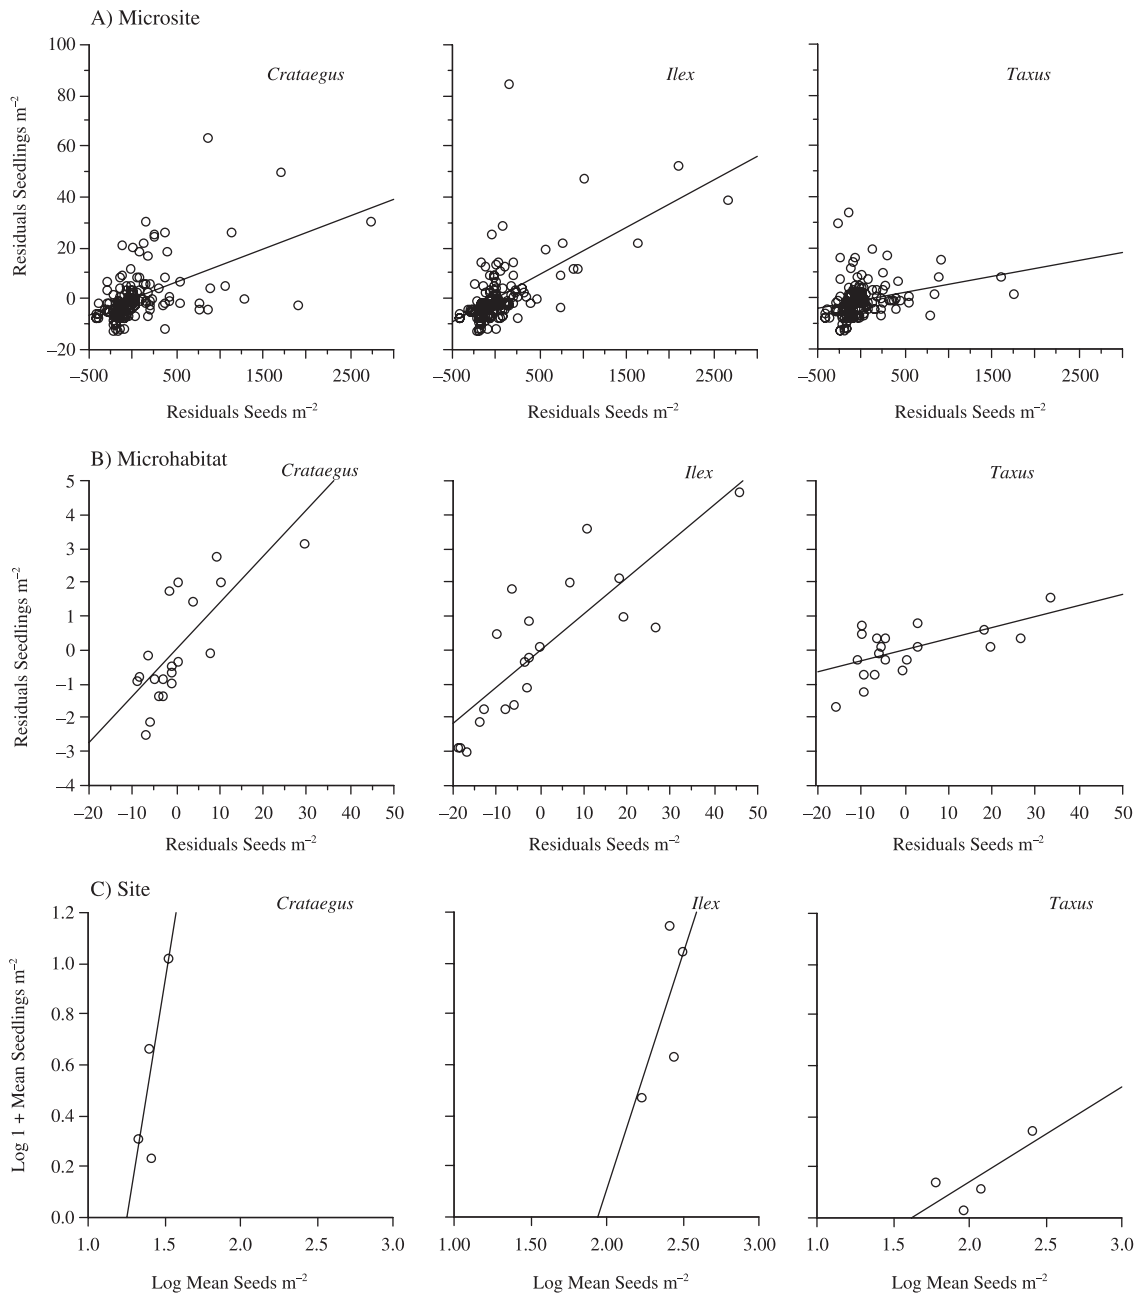 A) Microsite
Crataegus
Ilex
Taxus
Residuals Seedlings m⁻²
100
80
60
40
20
0
–20
–500 500 1500 2500
–500 500 1500 2500
–500 500 1500 2500
Residuals Seeds m⁻²
Residuals Seeds m⁻²
Residuals Seeds m⁻²
B) Microhabitat
Crataegus
Ilex
Taxus
Residuals Seedlings m⁻²
5
4
3
2
1
0
–1
–2
–3
–4
–20 –10 0 10 20 30 40 50
–20 –10 0 10 20 30 40 50
–20 –10 0 10 20 30 40 50
Residuals Seeds m⁻²
Residuals Seeds m⁻²
Residuals Seeds m⁻²
C) Site
Crataegus
Ilex
Taxus
Log 1 + Mean Seedlings m⁻²
1.2
1.0
0.8
0.6
0.4
0.2
0.0
1.0 1.5 2.0 2.5 3.0
1.00 1.50 2.00 2.50 3.00
1.0 1.5 2.0 2.5 3.0
Log Mean Seeds m⁻²
Log Mean Seeds m⁻²
Log Mean Seeds m⁻²